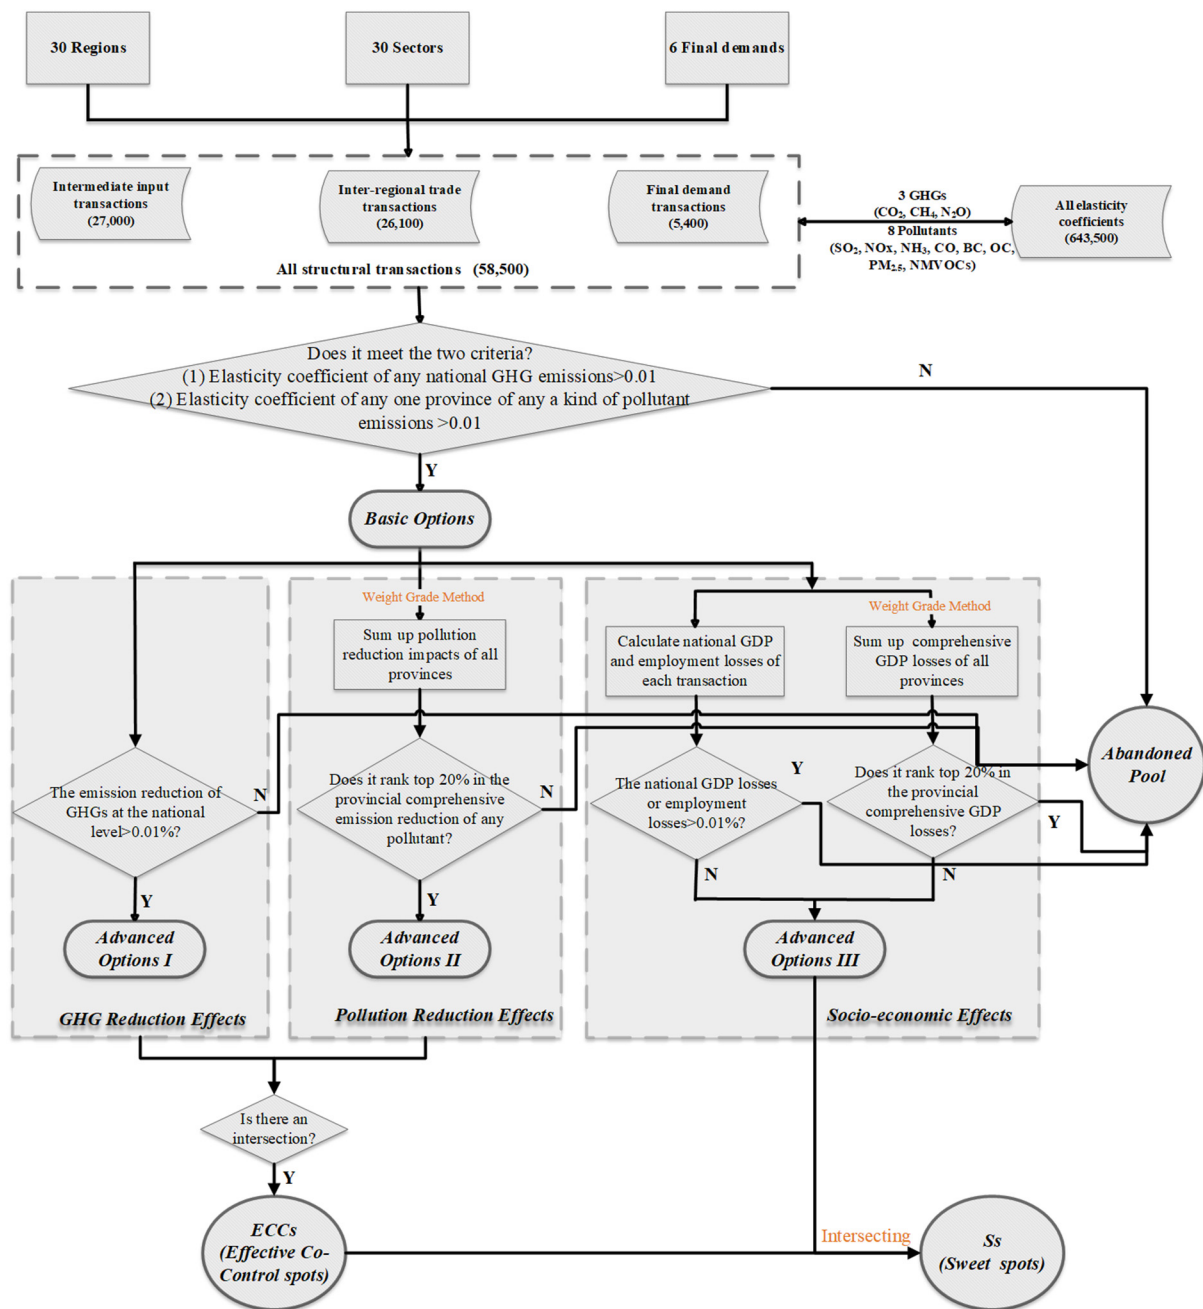 30 Regions
30 Sectors
6 Final demands
Intermediate input
transactions
(27,000)
Inter-regional trade
transactions
(26,100)
Final demand
transactions
(5,400)
All structural transactions (58,500)
3 GHGs
(CO₂, CH₄, N₂O)
8 Pollutants
(SO₂, NOx, NH₃, CO, BC, OC,
PM₂.₅, NMVOCs)
All elasticity
coefficients
(643,500)
Does it meet the two criteria?
(1) Elasticity coefficient of any national GHG emissions>0.01
(2) Elasticity coefficient of any one province of any a kind of pollutant
emissions >0.01
N
Y
Basic Options
Weight Grade Method
Sum up pollution
reduction impacts of all
provinces
Calculate national GDP
and employment losses of
each transaction
Weight Grade Method
Sum up comprehensive
GDP losses of all
provinces
The emission reduction of
GHGs at the national
level>0.01%?
N
Does it rank top 20% in the
provincial comprehensive
emission reduction of any
pollutant?
N
The national GDP losses
or employment
losses>0.01%?
Y
Does it rank top 20% in
the provincial
comprehensive GDP
losses?
Y
Abandoned
Pool
Y
Y
N
N
Advanced
Options I
Advanced
Options II
Advanced
Options III
GHG Reduction Effects
Pollution Reduction Effects
Socio-economic Effects
Is there an
intersection?
Y
ECCs
(Effective Co-
Control spots)
Intersecting
Ss
(Sweet spots)